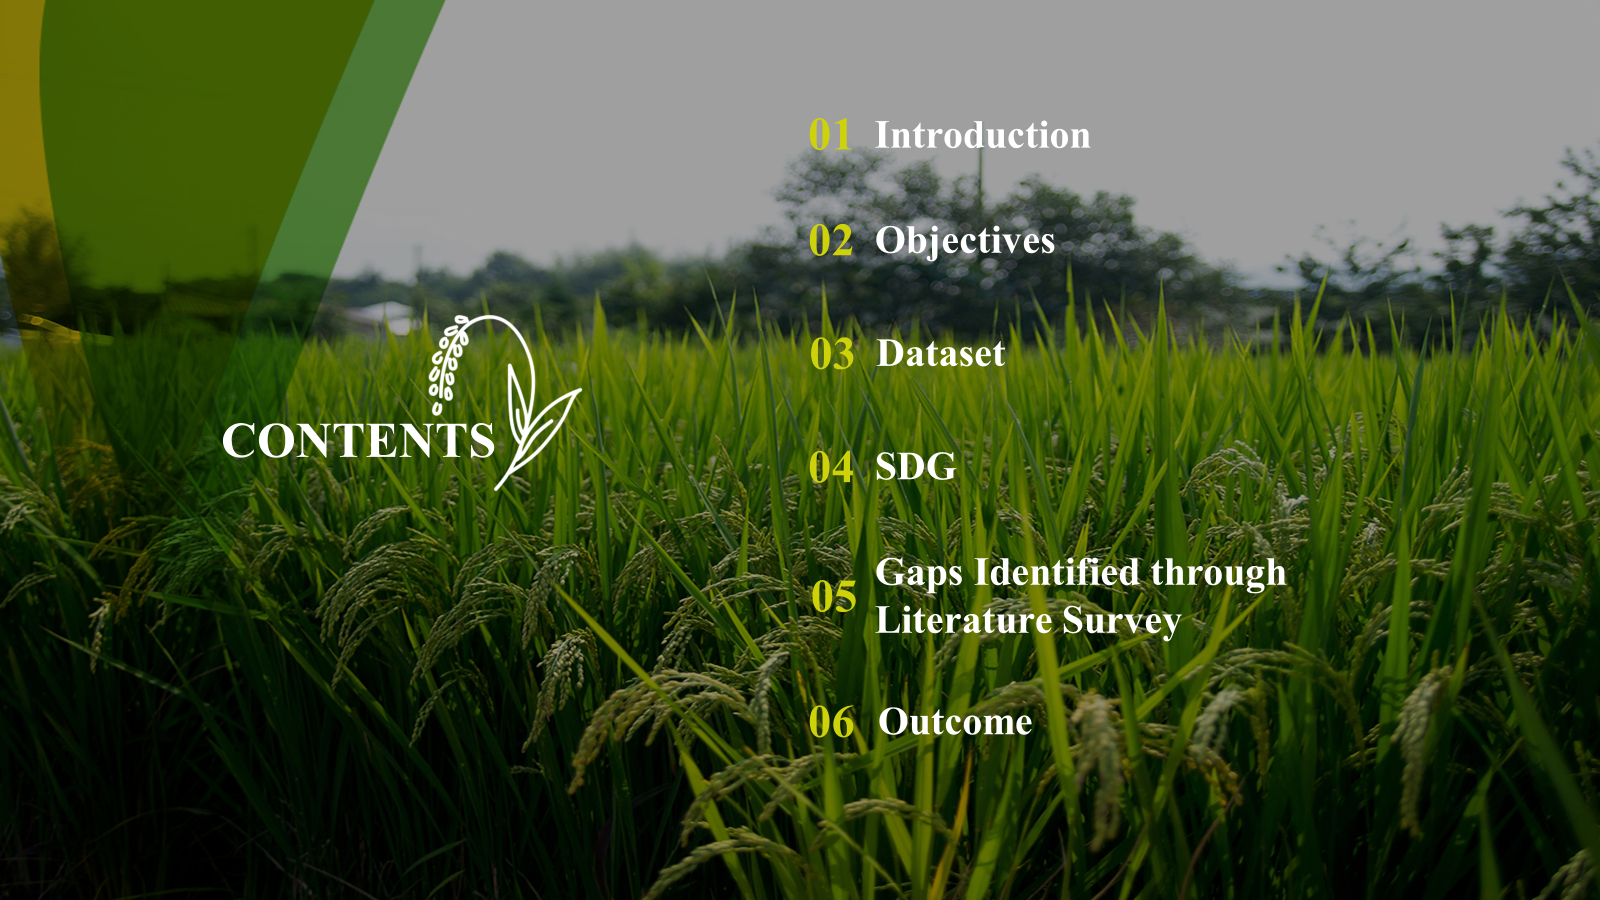 CONTENTS
01 Introduction
02 Objectives
03 Dataset
04 SDG
05 Gaps Identified through
Literature Survey
06 Outcome